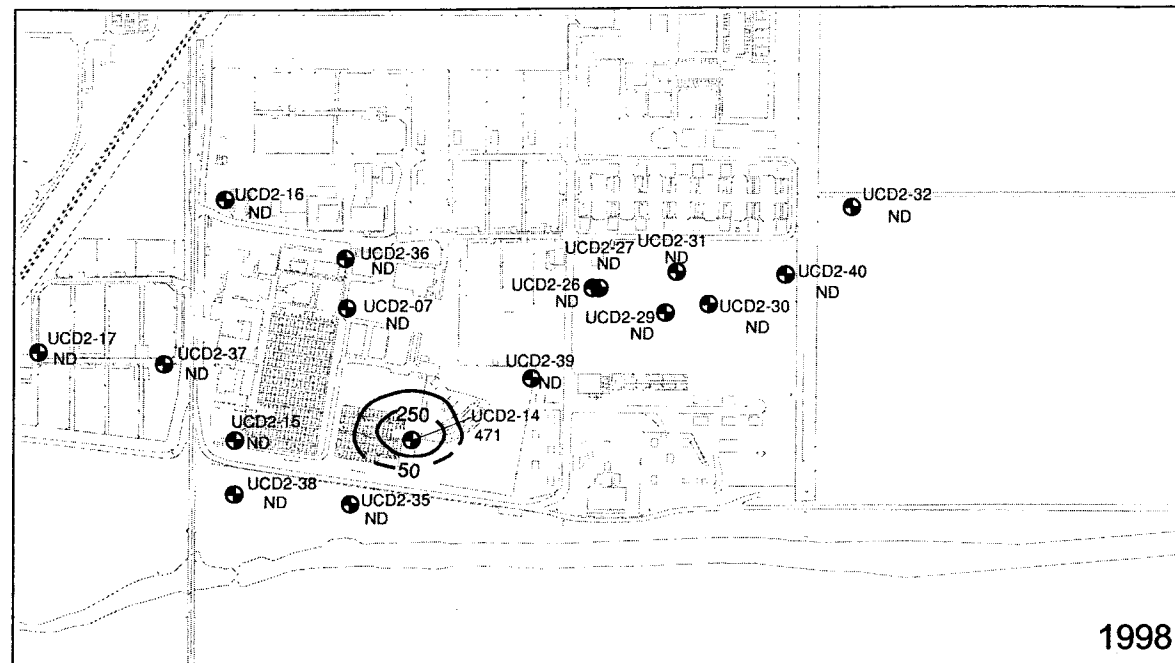 UCD2-16
ND
UCD2-32
ND
UCD2-36
ND
UCD2-27
ND
UCD2-31
ND
UCD2-40
ND
UCD2-26
ND
UCD2-07
ND
UCD2-29
ND
UCD2-30
ND
UCD2-17
ND
UCD2-37
ND
UCD2-39
ND
250
UCD2-14
471
UCD2-15
ND
50
UCD2-38
ND
UCD2-35
ND
1998